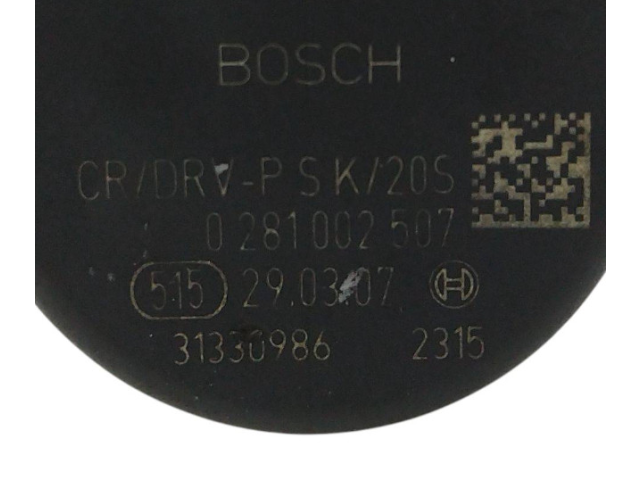 BOSCH
CR/DRV-P S K/20S
0 281 002 507
515 29.03.07
31330986 2315